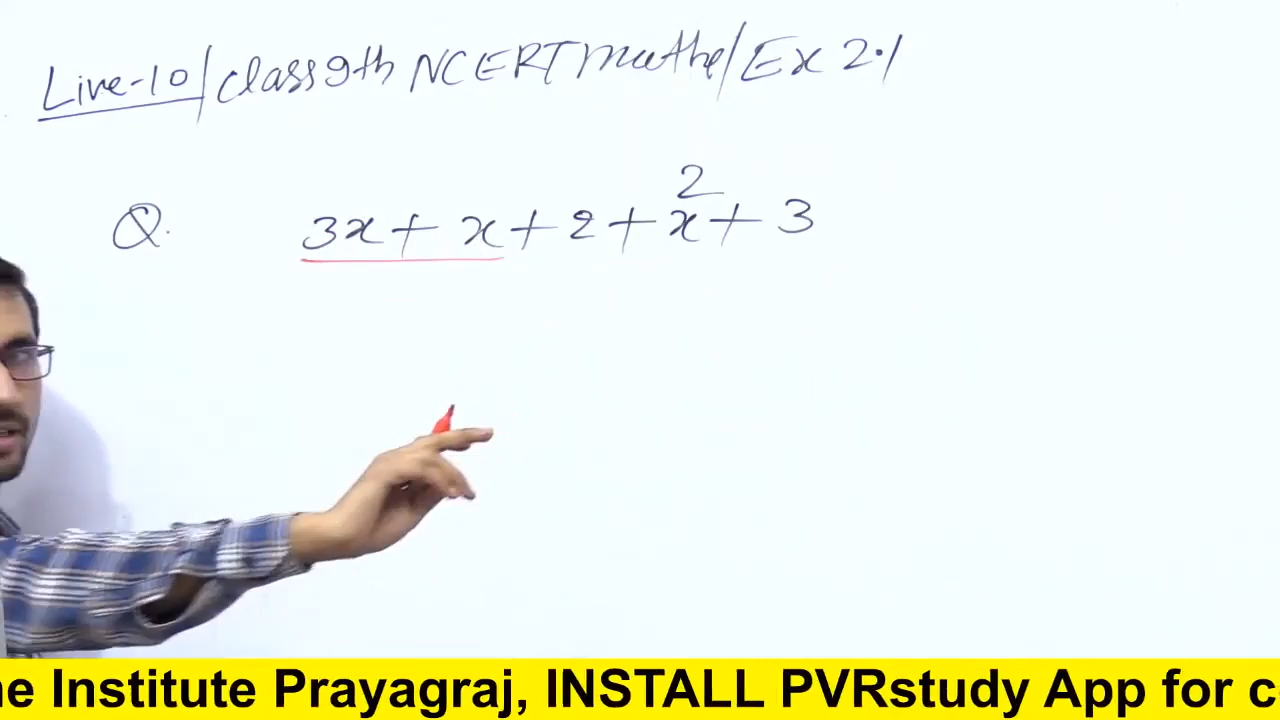 Live-10/class 9th NCERT maths/Ex 2.1
Q. 3x + x + 2 + x² + 3
he Institute Prayagraj, INSTALL PVRstudy App for c